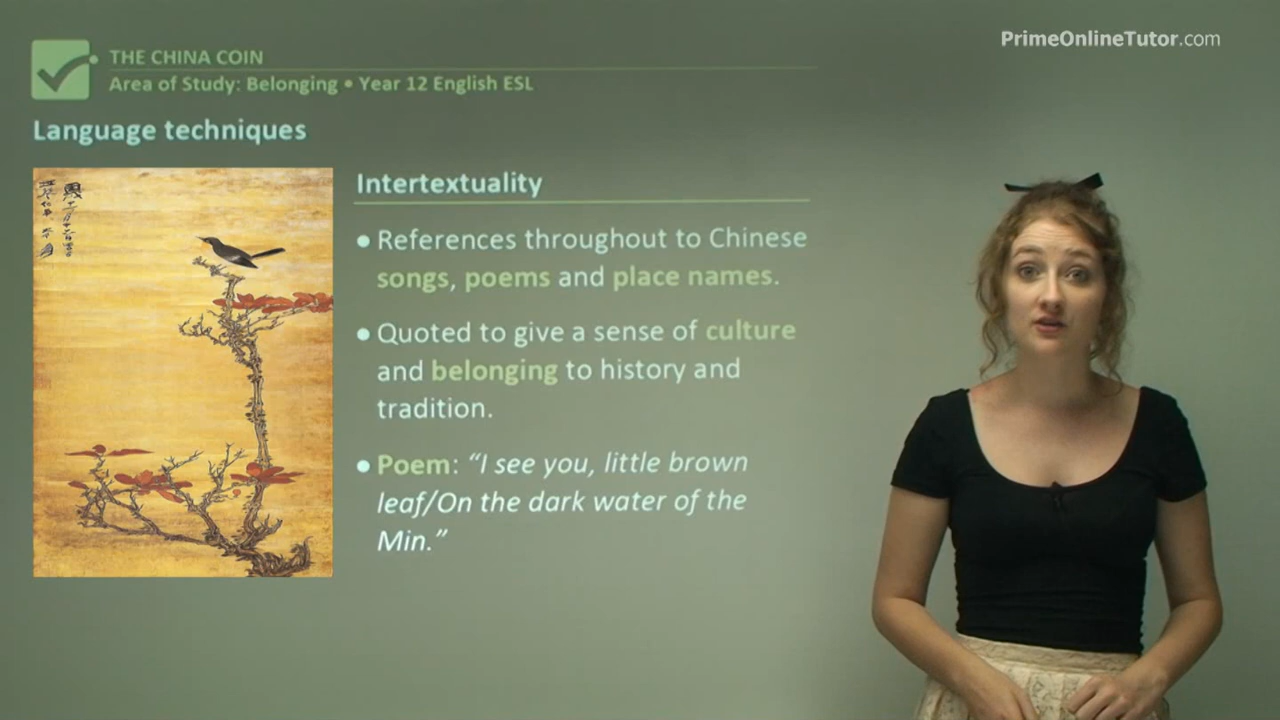 PrimeOnlineTutor.com
THE CHINA COIN
Area of Study: Belonging • Year 12 English ESL
Language techniques
Intertextuality
• References throughout to Chinese
songs, poems and place names.
• Quoted to give a sense of culture
and belonging to history and
tradition.
• Poem: “I see you, little brown
leaf/On the dark water of the
Min.”